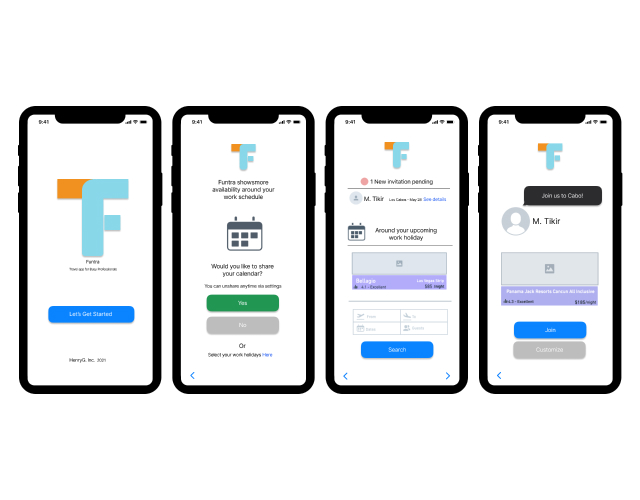 9:41
Funtra
Travel app for Busy Professionals
Let's Get Started
HenryG, Inc. 2021
9:41
Funtra showsmore
availability around your
work schedule
Would you like to share
your calendar?
You can unshare anytime via settings
Yes
No
Or
Select your work holidays Here
9:41
1 New invitation pending
M. Tikir Los Cabos - May 28 See details
Around your upcoming
work holiday
Bellagio Las Vegas Strip
4.1 - Excellent $35 /night
From To
Dates
Search
9:41
Join us to Cabo!
M. Tikir
Panama Jack Resorts Cancun All Inclusive
4.3 - Excellent $195/night
Join
Customize